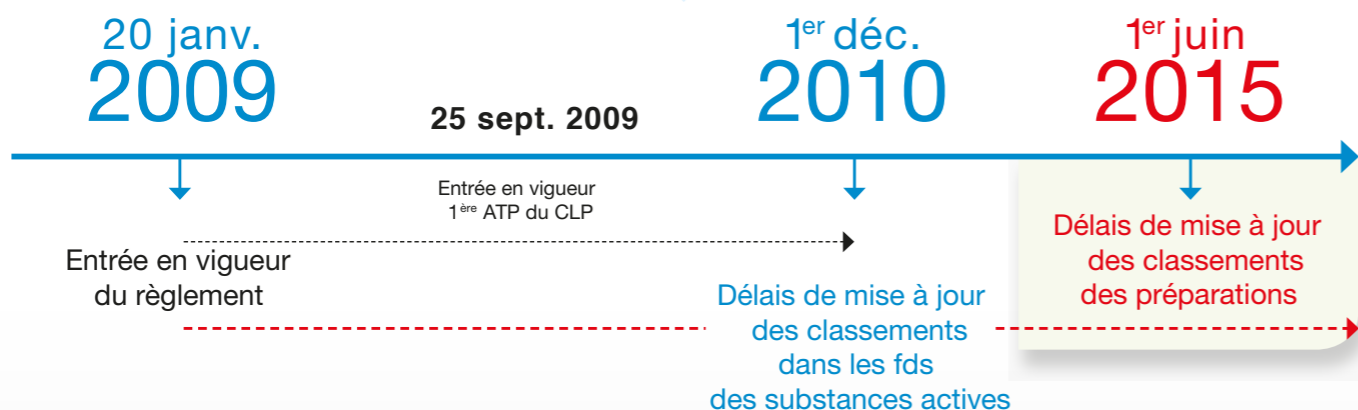 20 janv.
2009
25 sept. 2009
1er déc.
2010
1er juin
2015
Entrée en vigueur
1ère ATP du CLP
Entrée en vigueur
du règlement
Délais de mise à jour
des classements
dans les fds
des substances actives
Délais de mise à jour
des classements
des préparations